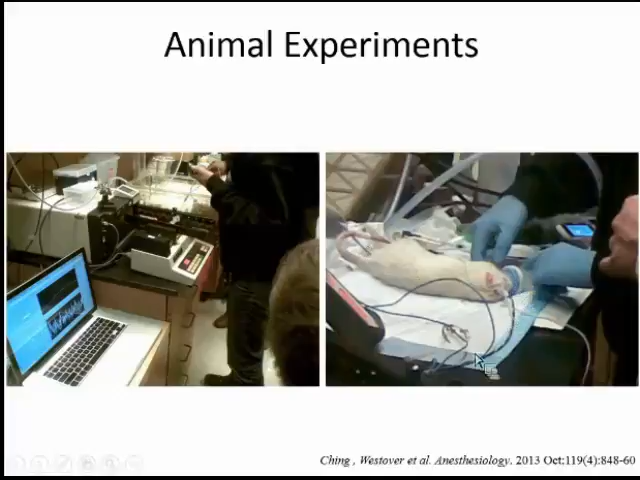 Animal Experiments
Ching , Westover et al. Anesthesiology. 2013 Oct;119(4):848-60